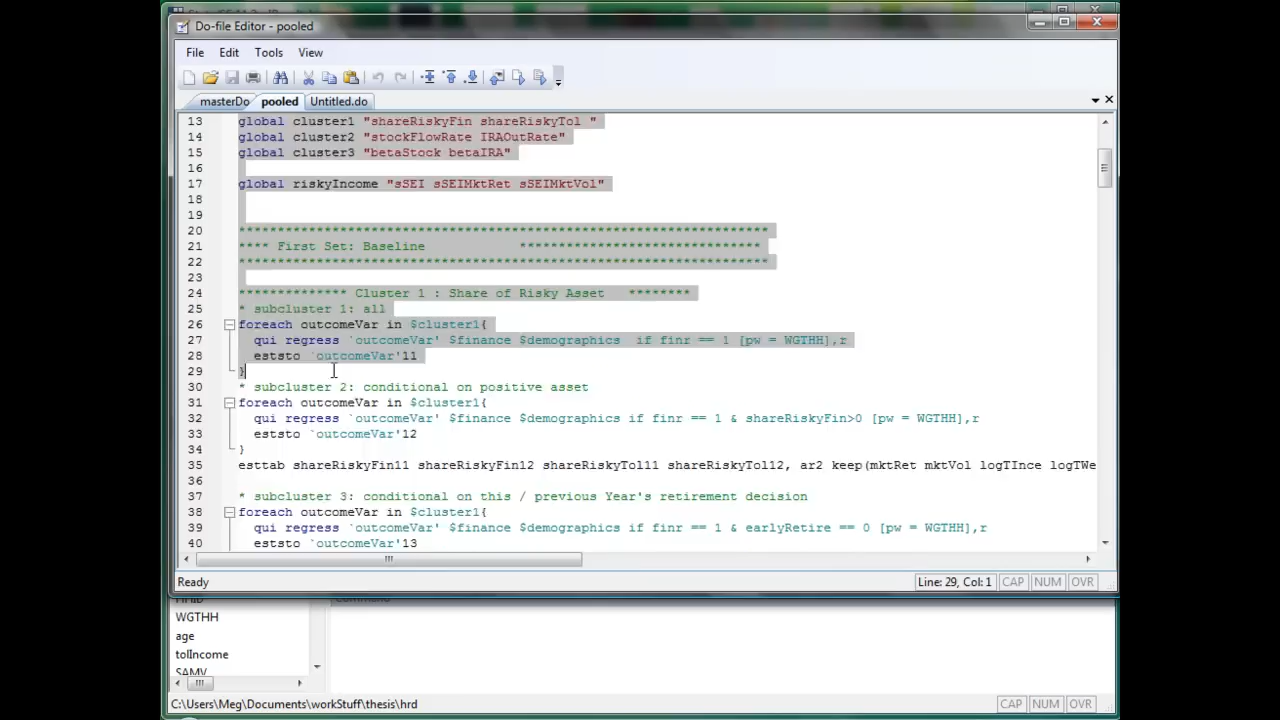 Do-file Editor - pooled
File Edit Tools View
masterDo pooled Untitled.do
13 global cluster1 "shareRiskyFin shareRiskyTol "
14 global cluster2 "stockFlowRate IRAOutRate"
15 global cluster3 "betaStock betaIRA"
16
17 global riskyIncome "sSEI sSEIMktRet sSEIMktVol"
18
19
20 ********************************************************************
21 **** First Set: Baseline *******************************
22 ********************************************************************
23
24 ************** Cluster 1 : Share of Risky Asset ********
25 * subcluster 1: all
26 foreach outcomeVar in $cluster1{
27 qui regress `outcomeVar' $finance $demographics if finr == 1 [pw = WGTHH],r
28 eststo `outcomeVar'11
29 }
30 * subcluster 2: conditional on positive asset
31 foreach outcomeVar in $cluster1{
32 qui regress `outcomeVar' $finance $demographics if finr == 1 & shareRiskyFin>0 [pw = WGTHH],r
33 eststo `outcomeVar'12
34 }
35 esttab shareRiskyFin11 shareRiskyFin12 shareRiskyTol11 shareRiskyTol12, ar2 keep(mktRet mktVol logTInce logTWe
36
37 * subcluster 3: conditional on this / previous Year's retirement decision
38 foreach outcomeVar in $cluster1{
39 qui regress `outcomeVar' $finance $demographics if finr == 1 & earlyRetire == 0 [pw = WGTHH],r
40 eststo `outcomeVar'13
Ready Line: 29, Col: 1 CAP NUM OVR
WGTHH
age
tolIncome
SAMV
C:\Users\Meg\Documents\workStuff\thesis\hrd CAP NUM OVR